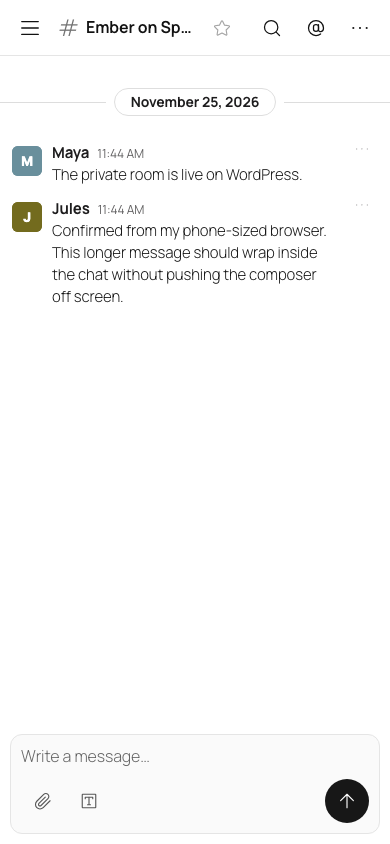 # Ember on Sp...
@
November 25, 2026
M
Maya 11:44 AM
The private room is live on WordPress.
J
Jules 11:44 AM
Confirmed from my phone-sized browser.
This longer message should wrap inside
the chat without pushing the composer
off screen.
Write a message...
T